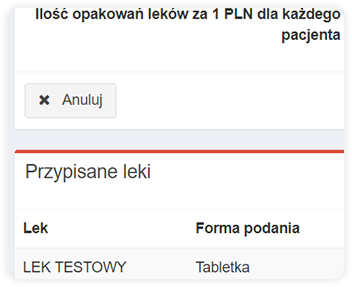 Ilość opakowań leków za 1 PLN dla każdego
pacjenta
✖ Anuluj
Przypisane leki
Lek Forma podania
LEK TESTOWY Tabletka